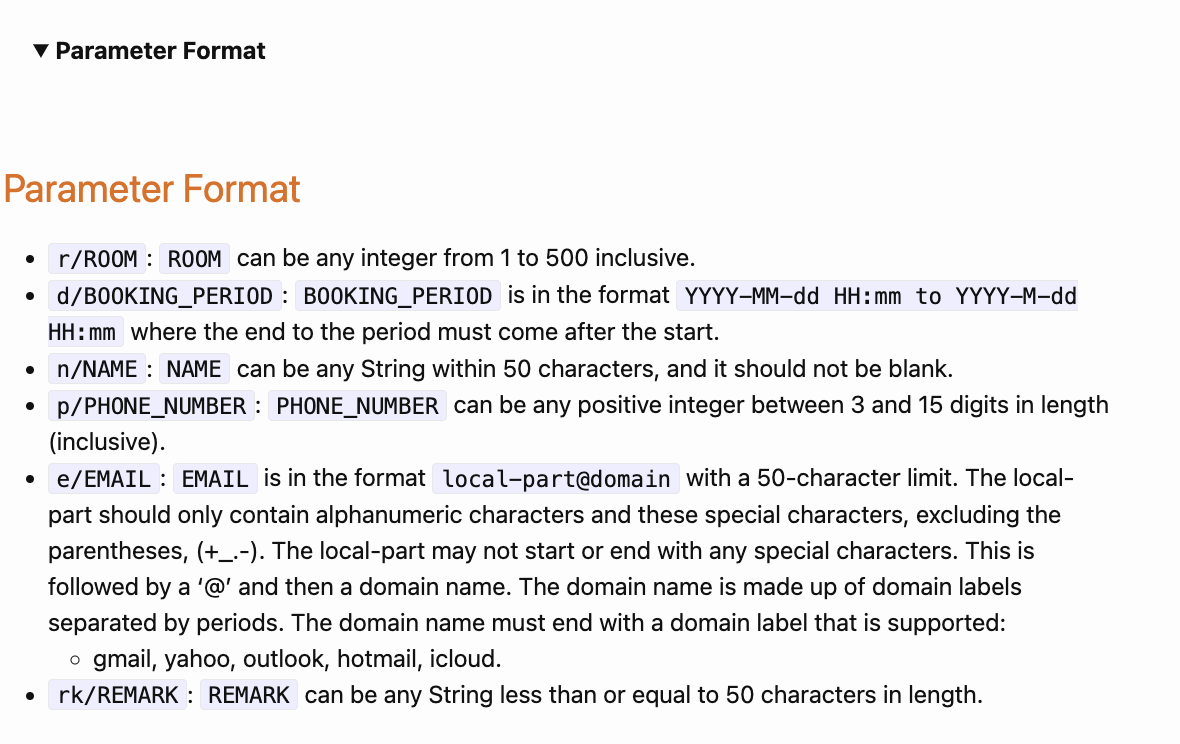 ▼ Parameter Format
Parameter Format
• r/ROOM: ROOM can be any integer from 1 to 500 inclusive.
• d/BOOKING_PERIOD: BOOKING_PERIOD is in the format YYYY-MM-dd HH:mm to YYYY-M-dd
HH:mm where the end to the period must come after the start.
• n/NAME: NAME can be any String within 50 characters, and it should not be blank.
• p/PHONE_NUMBER: PHONE_NUMBER can be any positive integer between 3 and 15 digits in length
(inclusive).
• e/EMAIL: EMAIL is in the format local-part@domain with a 50-character limit. The local-
part should only contain alphanumeric characters and these special characters, excluding the
parentheses, (+_.-). The local-part may not start or end with any special characters. This is
followed by a ‘@’ and then a domain name. The domain name is made up of domain labels
separated by periods. The domain name must end with a domain label that is supported:
◦ gmail, yahoo, outlook, hotmail, icloud.
• rk/REMARK: REMARK can be any String less than or equal to 50 characters in length.